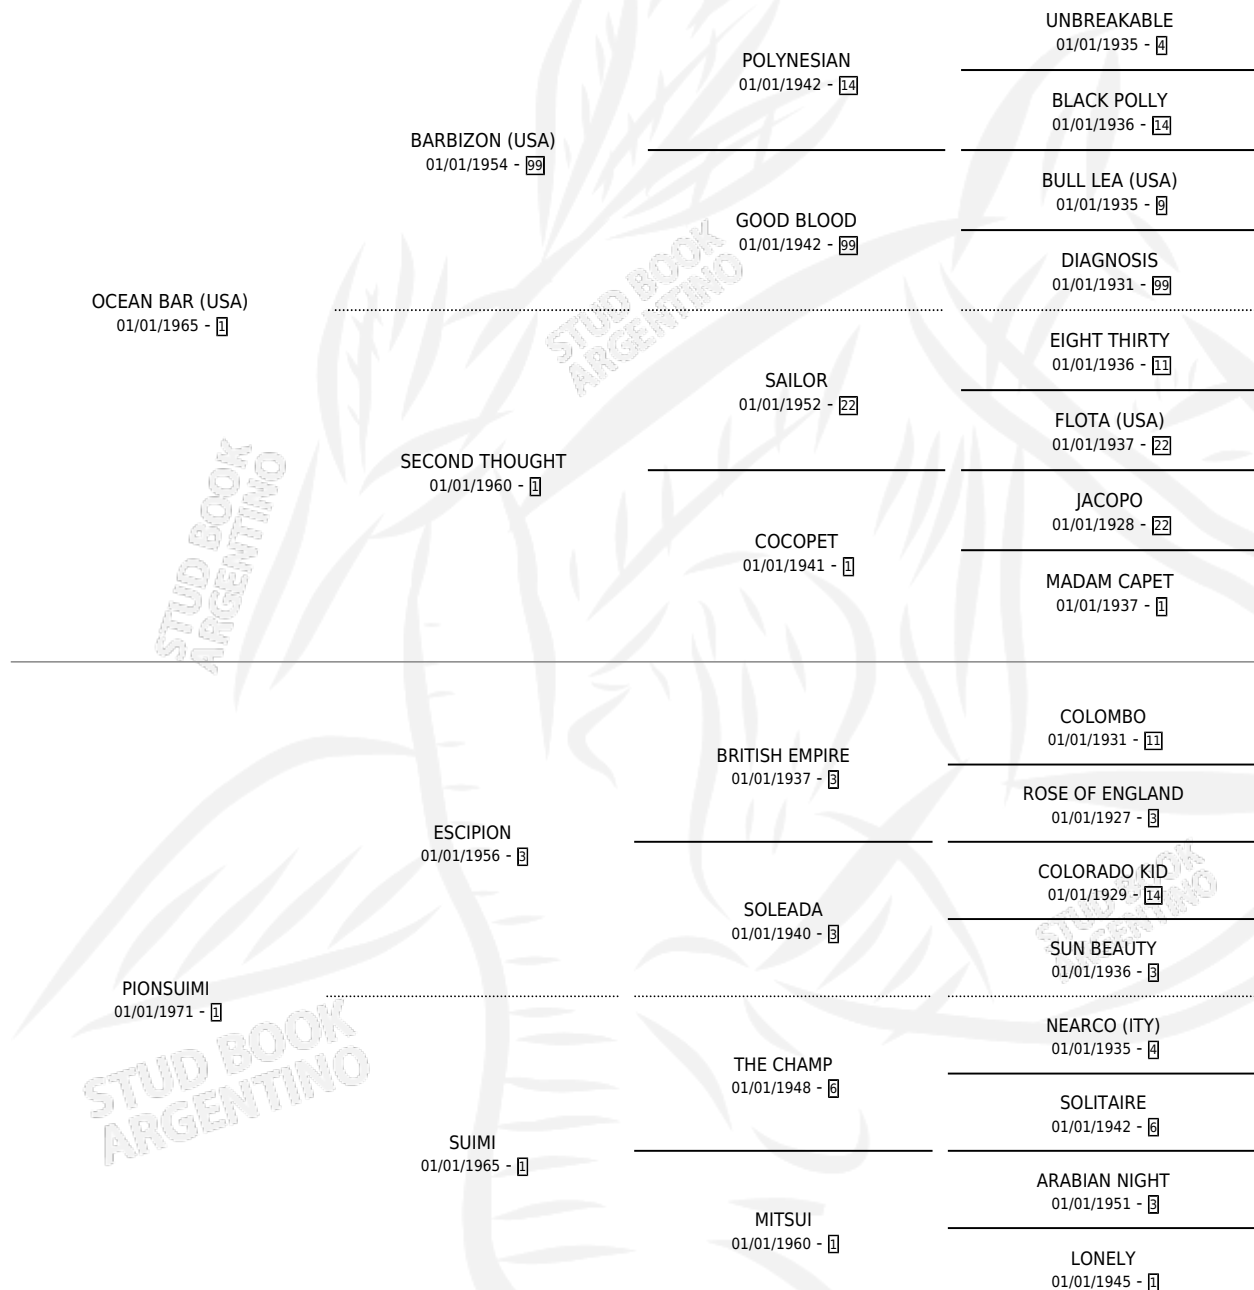 UNBREAKABLE
01/01/1935 - 4
POLYNESIAN
01/01/1942 - 14
BLACK POLLY
01/01/1936 - 14
BARBIZON (USA)
01/01/1954 - 99
BULL LEA (USA)
01/01/1935 - 9
GOOD BLOOD
01/01/1942 - 99
DIAGNOSIS
01/01/1931 - 99
OCEAN BAR (USA)
01/01/1965 - 1
EIGHT THIRTY
01/01/1936 - 11
SAILOR
01/01/1952 - 22
FLOTA (USA)
01/01/1937 - 22
SECOND THOUGHT
01/01/1960 - 1
JACOPO
01/01/1928 - 22
COCOPET
01/01/1941 - 1
MADAM CAPET
01/01/1937 - 1
STUD BOOK
ARGENTINO
STUD BOOK
ARGENTINO
COLOMBO
01/01/1931 - 11
BRITISH EMPIRE
01/01/1937 - 3
ROSE OF ENGLAND
01/01/1927 - 3
ESCIPION
01/01/1956 - 3
COLORADO KID
01/01/1929 - 14
SOLEADA
01/01/1940 - 3
SUN BEAUTY
01/01/1936 - 3
STUD BOOK
ARGENTINO
PIONSUIMI
01/01/1971 - 1
NEARCO (ITY)
01/01/1935 - 4
THE CHAMP
01/01/1948 - 6
SOLITAIRE
01/01/1942 - 6
SUIMI
01/01/1965 - 1
ARABIAN NIGHT
01/01/1951 - 3
MITSUI
01/01/1960 - 1
LONELY
01/01/1945 - 1
STUD BOOK
ARGENTINO